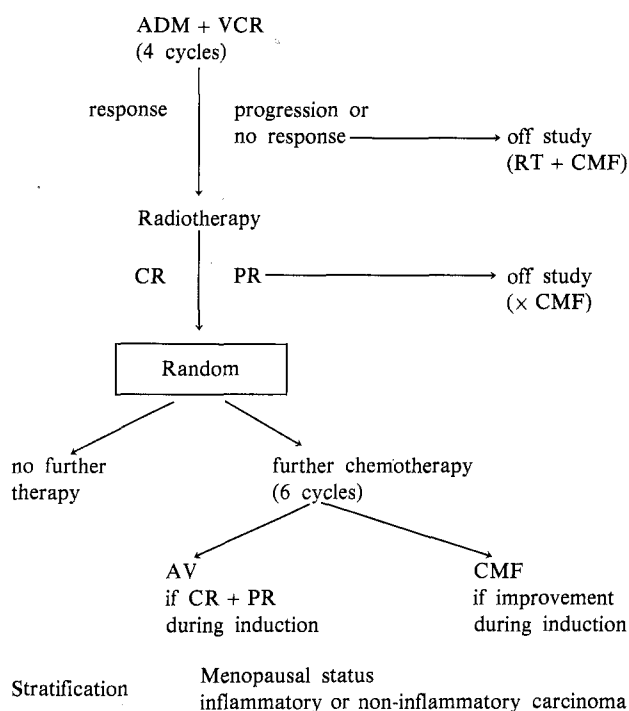 ADM + VCR
(4 cycles)
response
progression or
no response
off study
(RT + CMF)
Radiotherapy
CR
PR
off study
(× CMF)
Random
no further
therapy
further chemotherapy
(6 cycles)
AV
if CR + PR
during induction
CMF
if improvement
during induction
Stratification
Menopausal status
inflammatory or non-inflammatory carcinoma